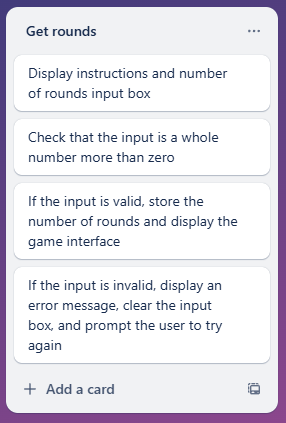 Get rounds
Display instructions and number
of rounds input box
Check that the input is a whole
number more than zero
If the input is valid, store the
number of rounds and display the
game interface
If the input is invalid, display an
error message, clear the input
box, and prompt the user to try
again
Add a card